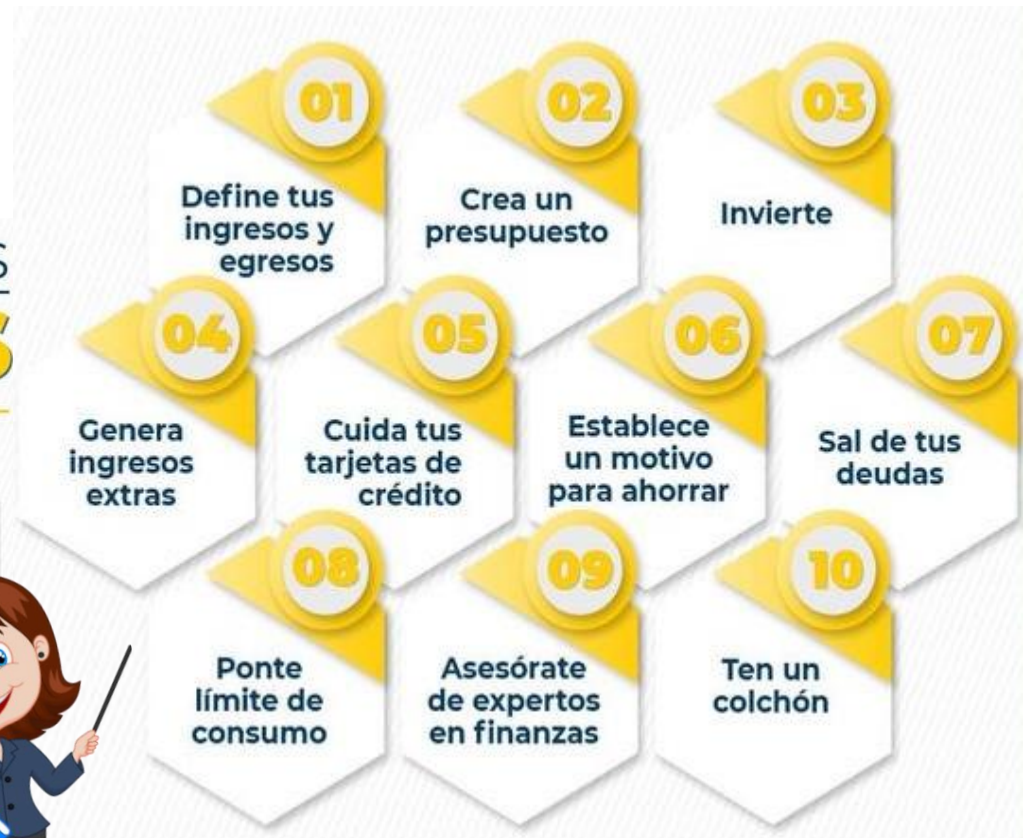 01
Define tus
ingresos y
egresos
02
Crea un
presupuesto
03
Invierte
04
Genera
ingresos
extras
05
Cuida tus
tarjetas de
crédito
06
Establece
un motivo
para ahorrar
07
Sal de tus
deudas
08
Ponte
límite de
consumo
09
Asesórate
de expertos
en finanzas
10
Ten un
colchón